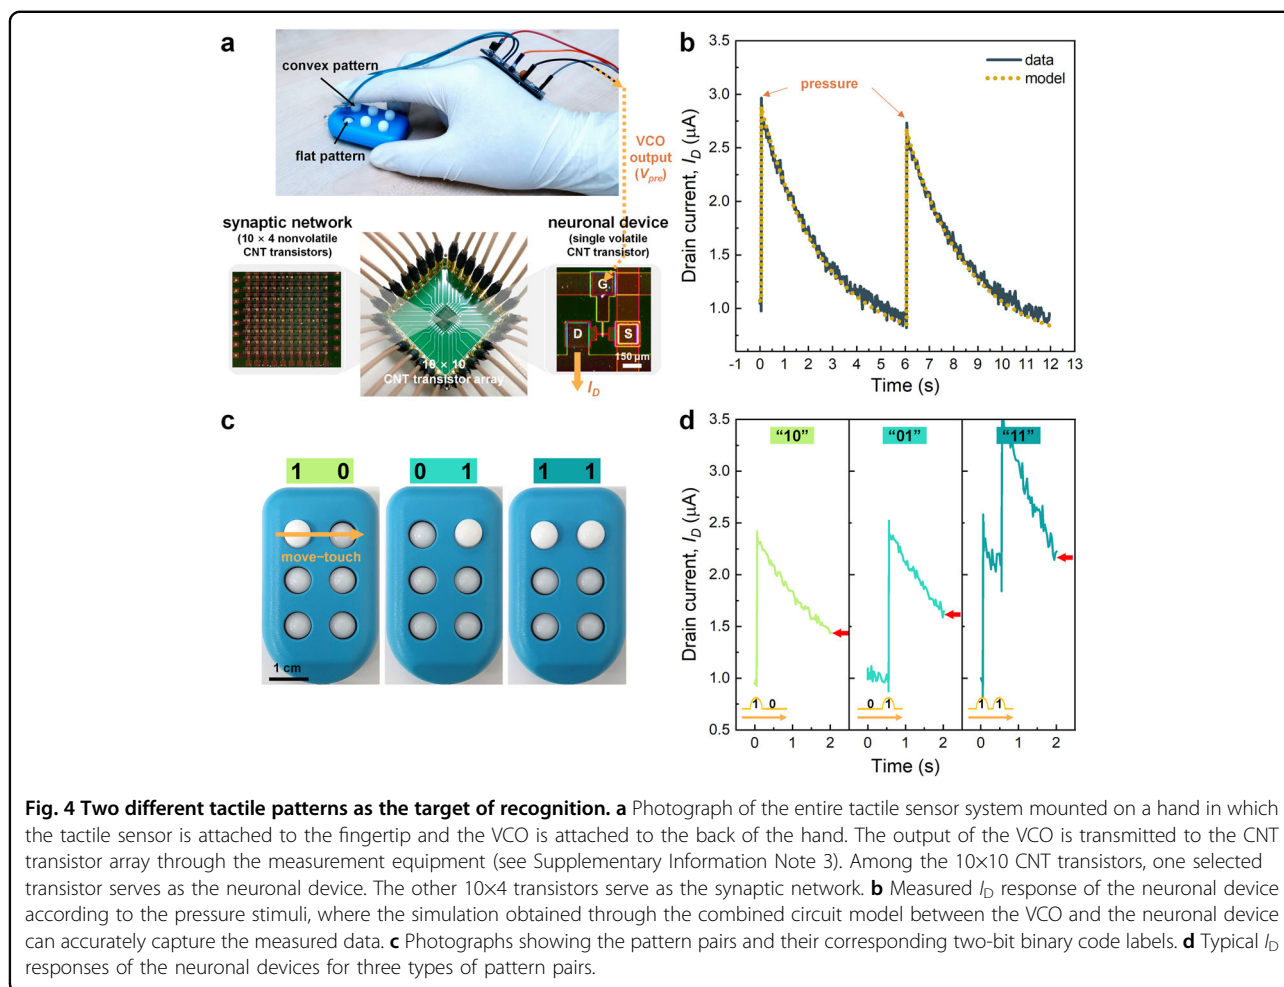 a
convex pattern
flat pattern
VCO
output
(Vpre)
synaptic network
(10 × 4 nonvolatile
CNT transistors)
neuronal device
(single volatile
CNT transistor)
G
D
S
150 μm
10 × 10
CNT transistor array
ID
b
3.5
3.0
2.5
2.0
1.5
1.0
Drain current, ID (μA)
data
model
pressure
-1 0 1 2 3 4 5 6 7 8 9 10 11 12 13
Time (s)
c
1 0
0 1
1 1
move−touch
1 cm
d
3.5
3.0
2.5
2.0
1.5
1.0
0.5
Drain current, ID (μA)
“10”
“01”
“11”
1 0
0 1
1 1
0 1 2
0 1 2
0 1 2
Time (s)
Time (s)
Fig. 4 Two different tactile patterns as the target of recognition. a Photograph of the entire tactile sensor system mounted on a hand in which
the tactile sensor is attached to the fingertip and the VCO is attached to the back of the hand. The output of the VCO is transmitted to the CNT
transistor array through the measurement equipment (see Supplementary Information Note 3). Among the 10×10 CNT transistors, one selected
transistor serves as the neuronal device. The other 10×4 transistors serve as the synaptic network. b Measured ID response of the neuronal device
according to the pressure stimuli, where the simulation obtained through the combined circuit model between the VCO and the neuronal device
can accurately capture the measured data. c Photographs showing the pattern pairs and their corresponding two-bit binary code labels. d Typical ID
responses of the neuronal devices for three types of pattern pairs.